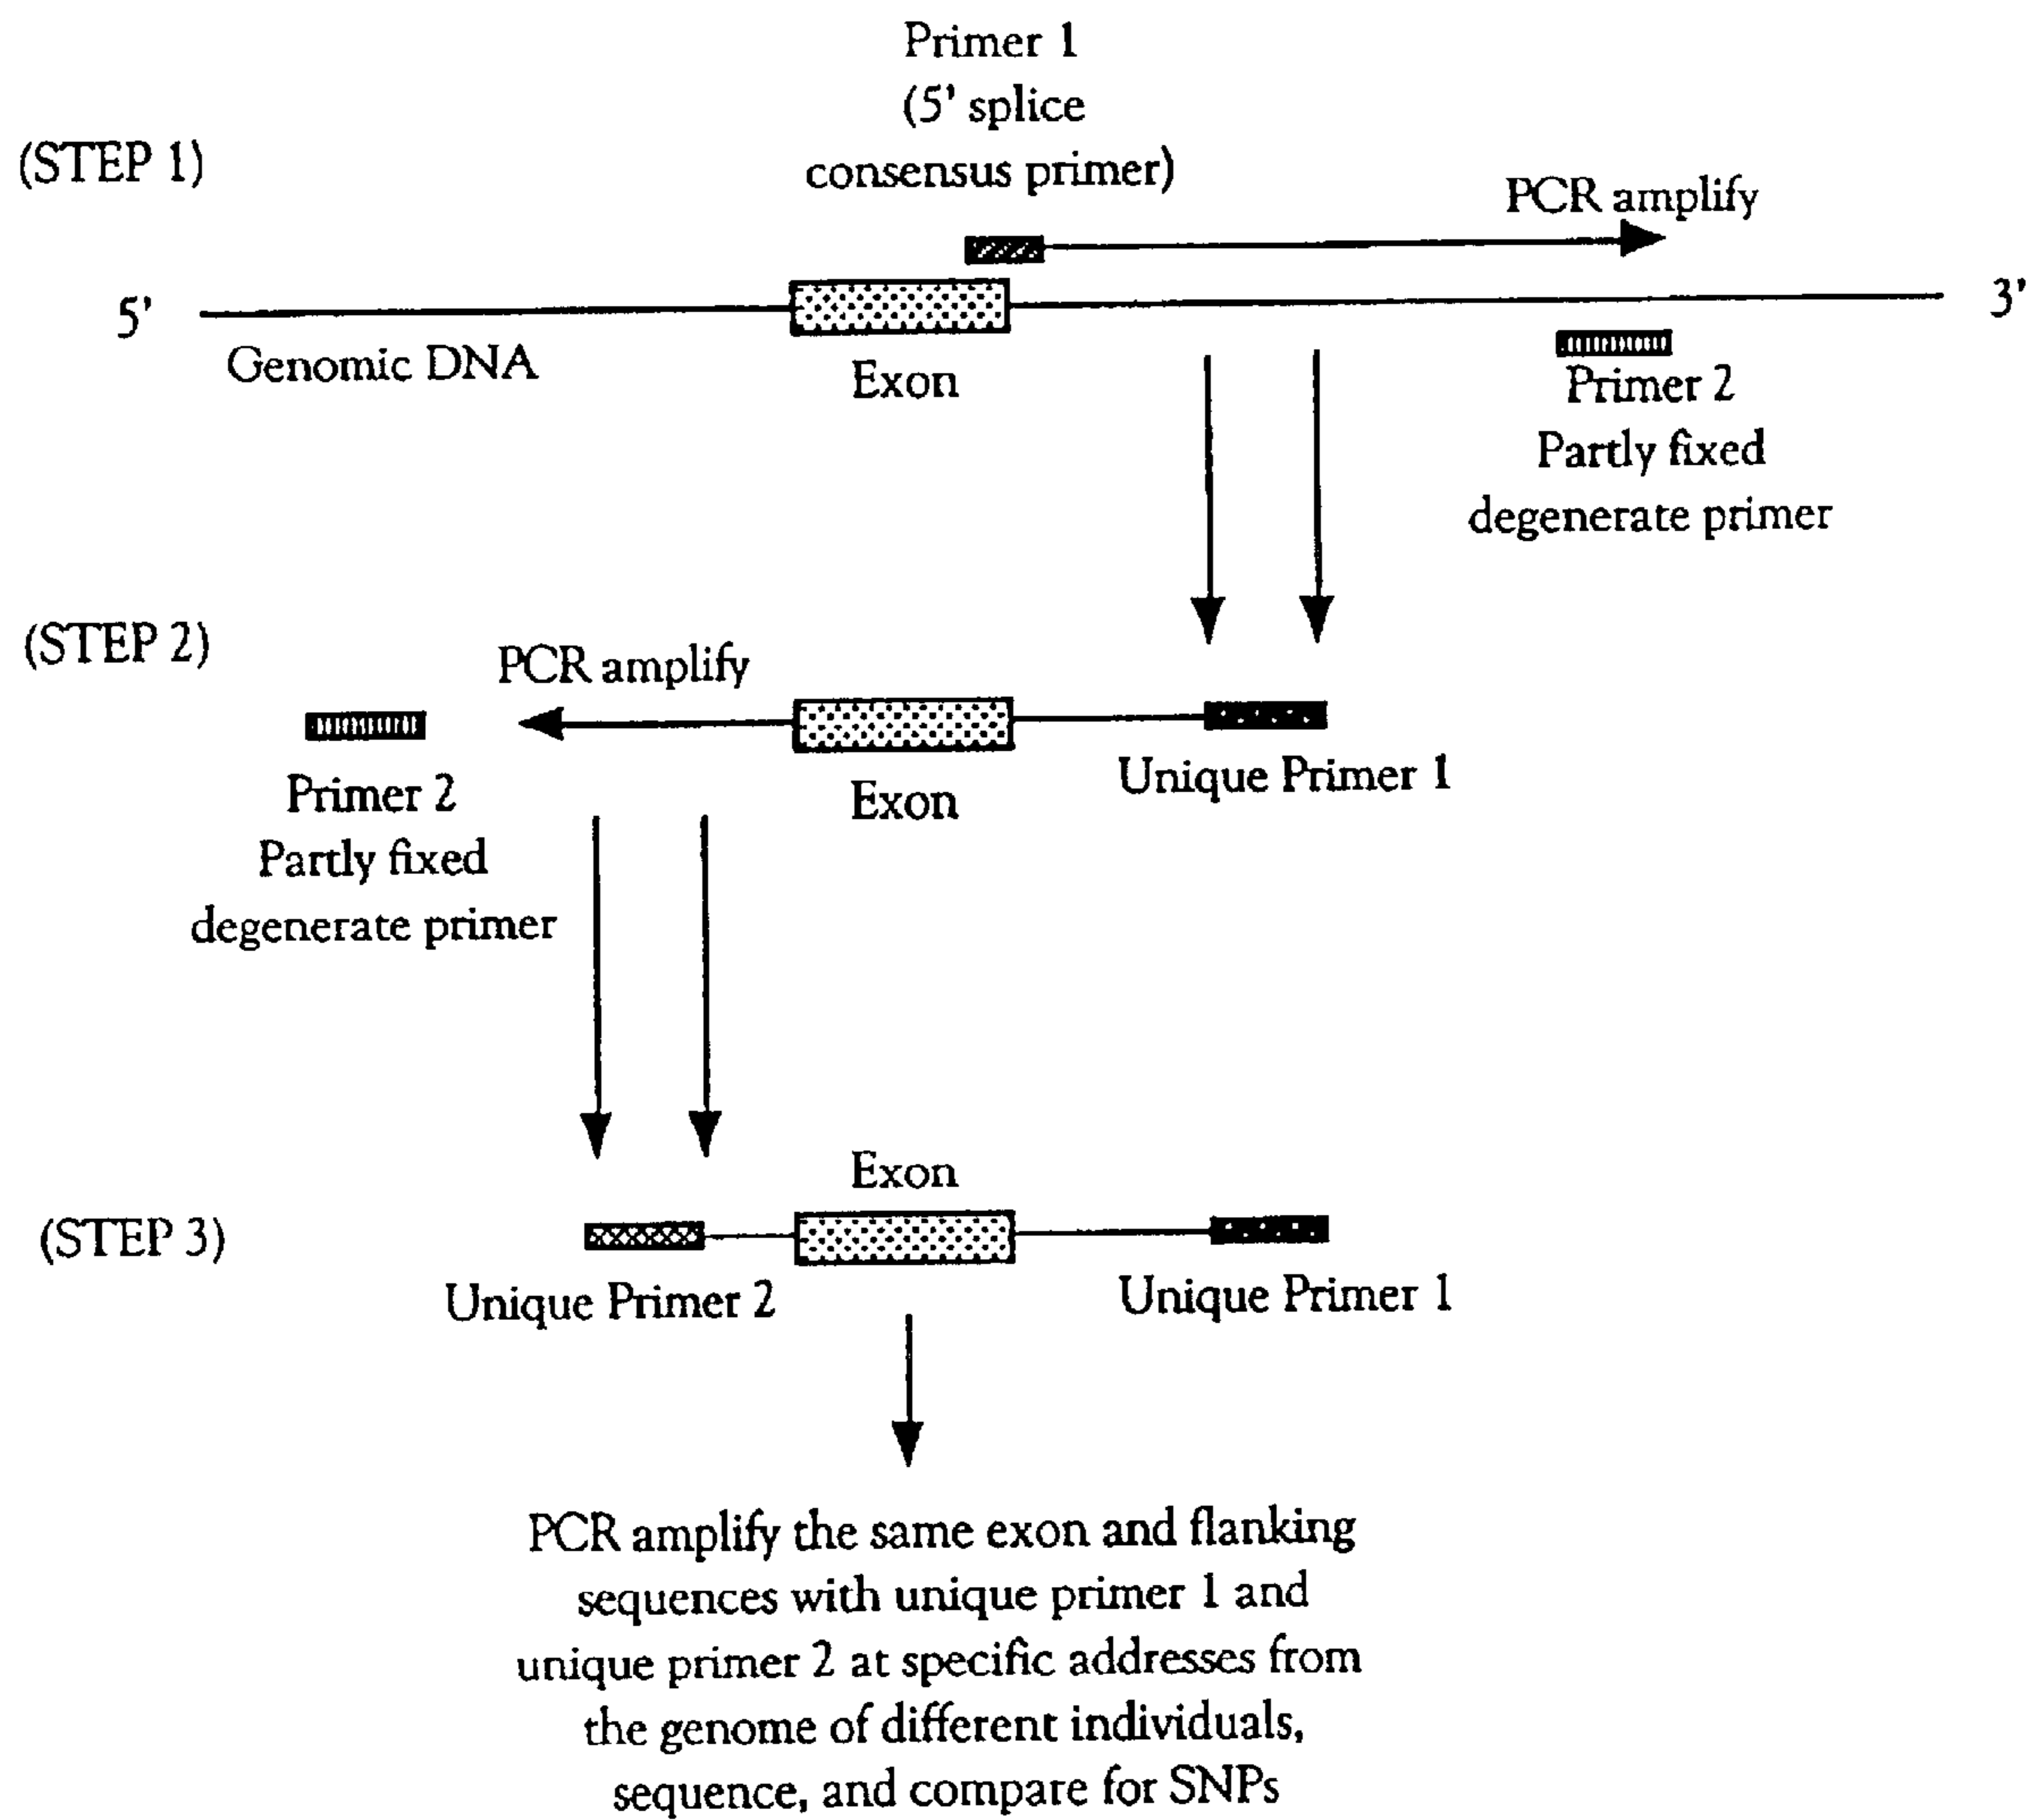 Primer 1
(5' splice
consensus primer)
(STEP 1)
PCR amplify
5'
3'
Genomic DNA
Exon
Primer 2
Partly fixed
degenerate primer
(STEP 2)
PCR amplify
Primer 2
Partly fixed
degenerate primer
Exon
Unique Primer 1
(STEP 3)
Exon
Unique Primer 2
Unique Primer 1
PCR amplify the same exon and flanking
sequences with unique primer 1 and
unique primer 2 at specific addresses from
the genome of different individuals,
sequence, and compare for SNPs